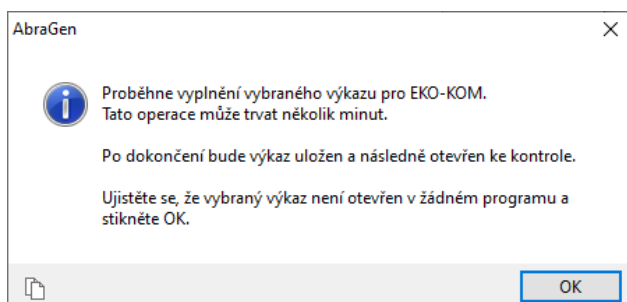 AbraGen
Proběhne vyplnění vybraného výkazu pro EKO-KOM.
Tato operace může trvat několik minut.
Po dokončení bude výkaz uložen a následně otevřen ke kontrole.
Ujistěte se, že vybraný výkaz není otevřen v žádném programu a
stikněte OK.
OK